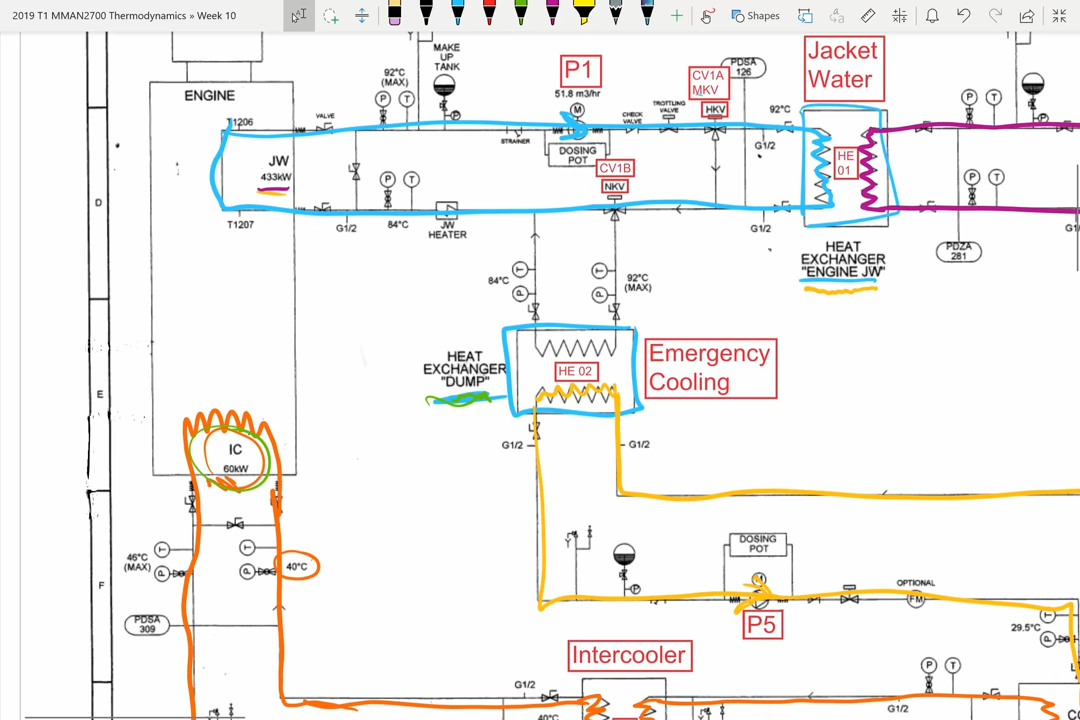 2019 T1 MMAN2700 Thermodynamics » Week 10
Shapes
ENGINE
T1206
JW
433kW
T1207
VALVE
92°C
(MAX)
P
T
MAKE
UP
TANK
P
STRAINER
P1
51.8 m3/hr
M
DOSING
POT
CHECK
VALVE
TROTTLING
VALVE
CV1A
MKV
HKV
PDSA
126
92°C
G1/2
Jacket
Water
HE
01
P
T
P
T
PDZA
281
G1/2
84°C
P
T
JW
HEATER
CV1B
NKV
G1/2
HEAT
EXCHANGER
"ENGINE JW"
84°C
T
P
T
P
92°C
(MAX)
HEAT
EXCHANGER
"DUMP"
HE 02
Emergency
Cooling
G1/2
G1/2
IC
60kW
46°C
(MAX)
T
P
T
P
40°C
PDSA
309
P
DOSING
POT
M
P5
OPTIONAL
FM
29.5°C
T
P
Intercooler
G1/2
40°C
P
T
G1/2
D
E
F